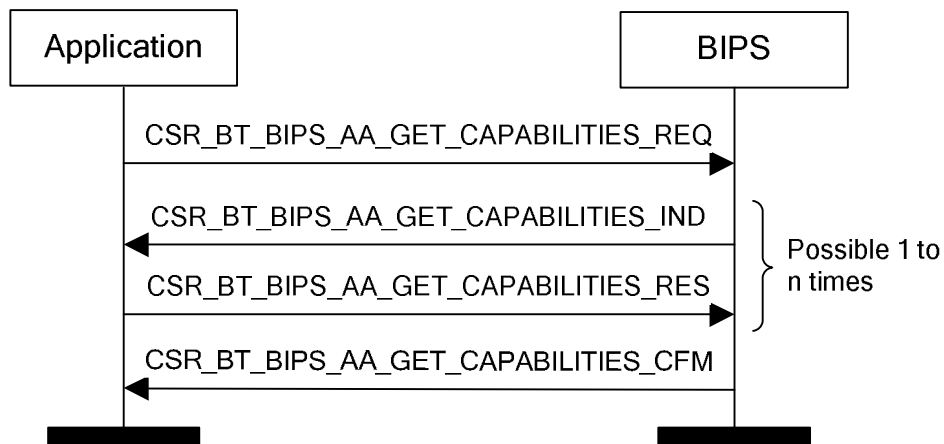 Application
BIPS
CSR_BT_BIPS_AA_GET_CAPABILITIES_REQ
CSR_BT_BIPS_AA_GET_CAPABILITIES_IND
Possible 1 to
n times
CSR_BT_BIPS_AA_GET_CAPABILITIES_RES
CSR_BT_BIPS_AA_GET_CAPABILITIES_CFM